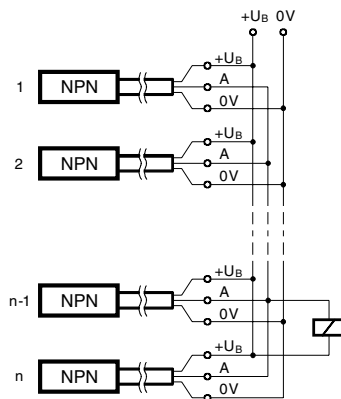 +UB 0V
+UB
1 NPN A
0V
+UB
2 NPN A
0V
+UB
n-1 NPN A
0V
+UB
n NPN A
0V